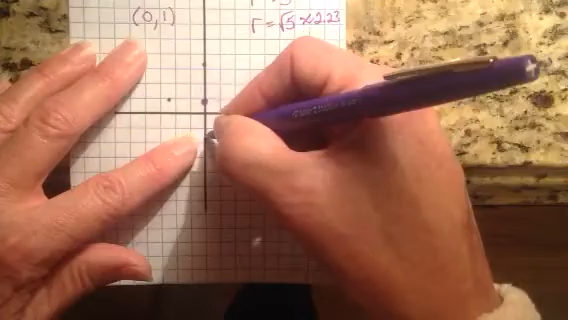 (0,1)
r = √5 ≈ 2.23